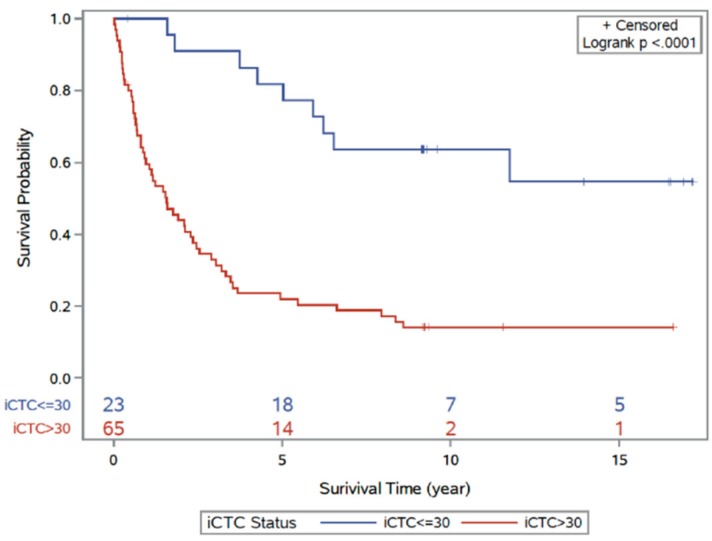 + Censored
Logrank p <.0001
Survival Probability
1.0
0.8
0.6
0.4
0.2
0.0
iCTC<=30 23 18 7 5
iCTC>30 65 14 2 1
0 5 10 15
Surivival Time (year)
iCTC Status iCTC<=30 iCTC>30